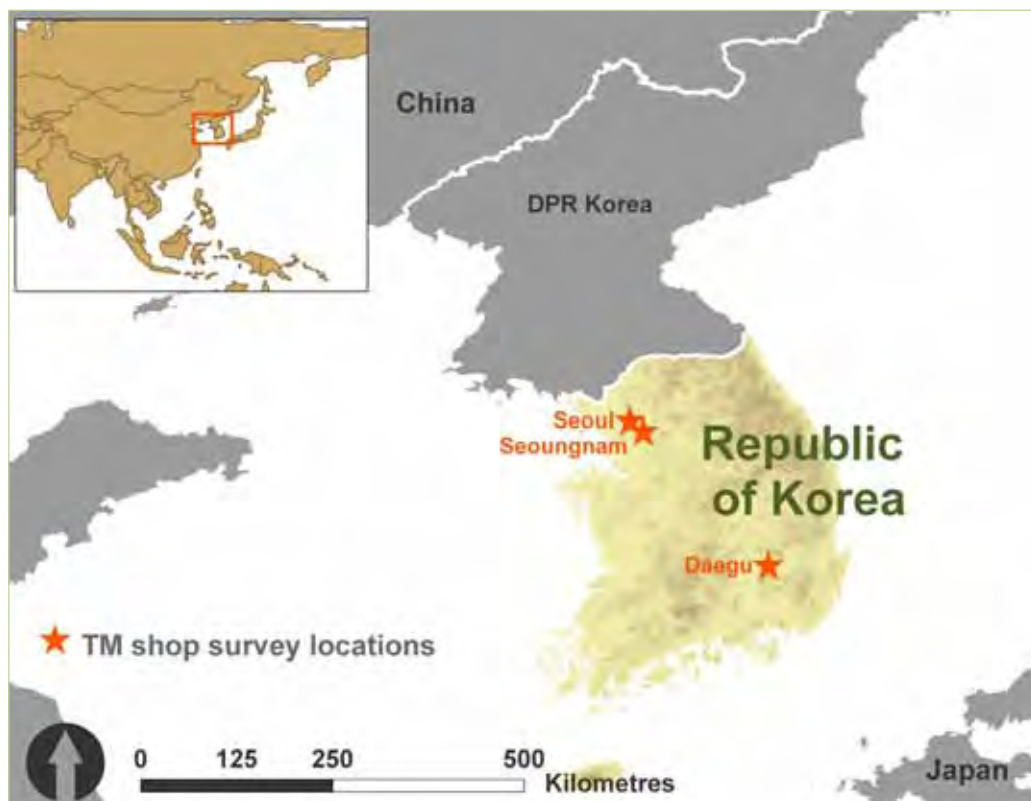 China
DPR Korea
Seoul
Seoungnam
Republic
of Korea
Daegu
TM shop survey locations
0 125 250 500
Kilometres
Japan